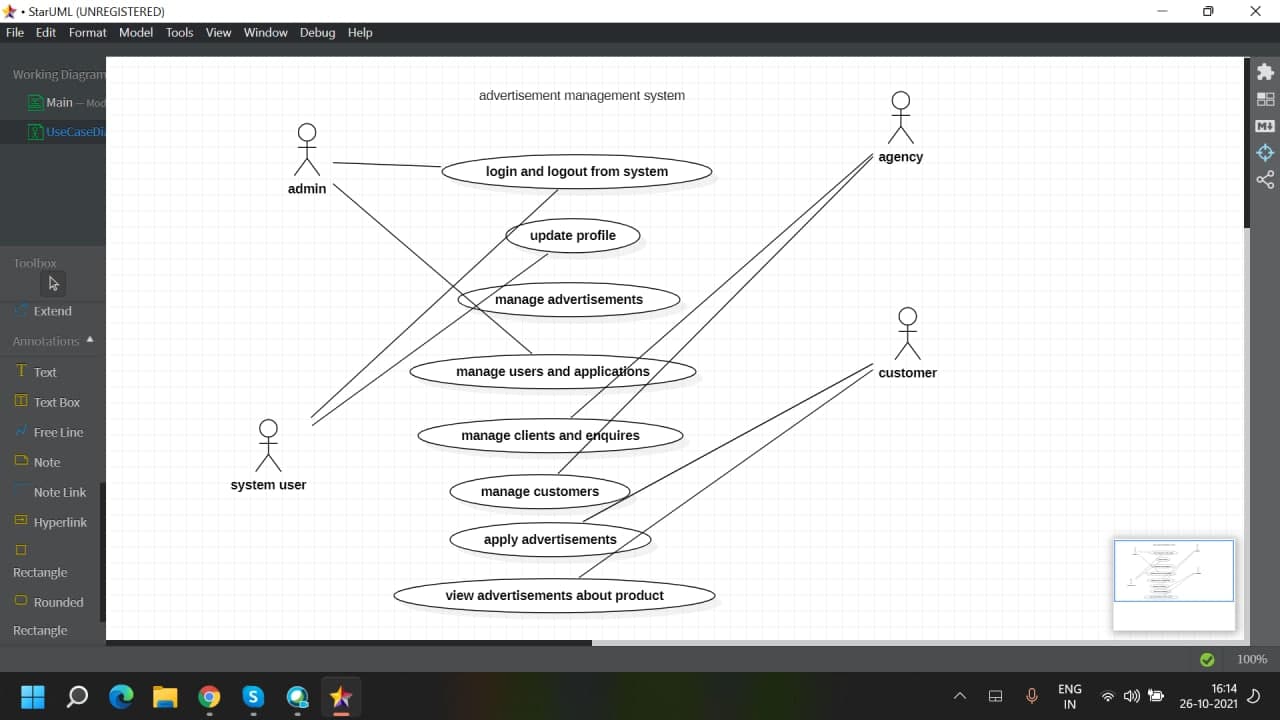 • StarUML (UNREGISTERED)
File Edit Format Model Tools View Window Debug Help
Working Diagram
Main — Mod
UseCaseDia
Toolbox
Extend
Annotations
Text
Text Box
Free Line
Note
Note Link
Hyperlink
Rectangle
Rounded
Rectangle
advertisement management system
admin
agency
login and logout from system
update profile
manage advertisements
manage users and applications
customer
manage clients and enquires
system user
manage customers
apply advertisements
view advertisements about product
100%
ENG
IN
16:14
26-10-2021